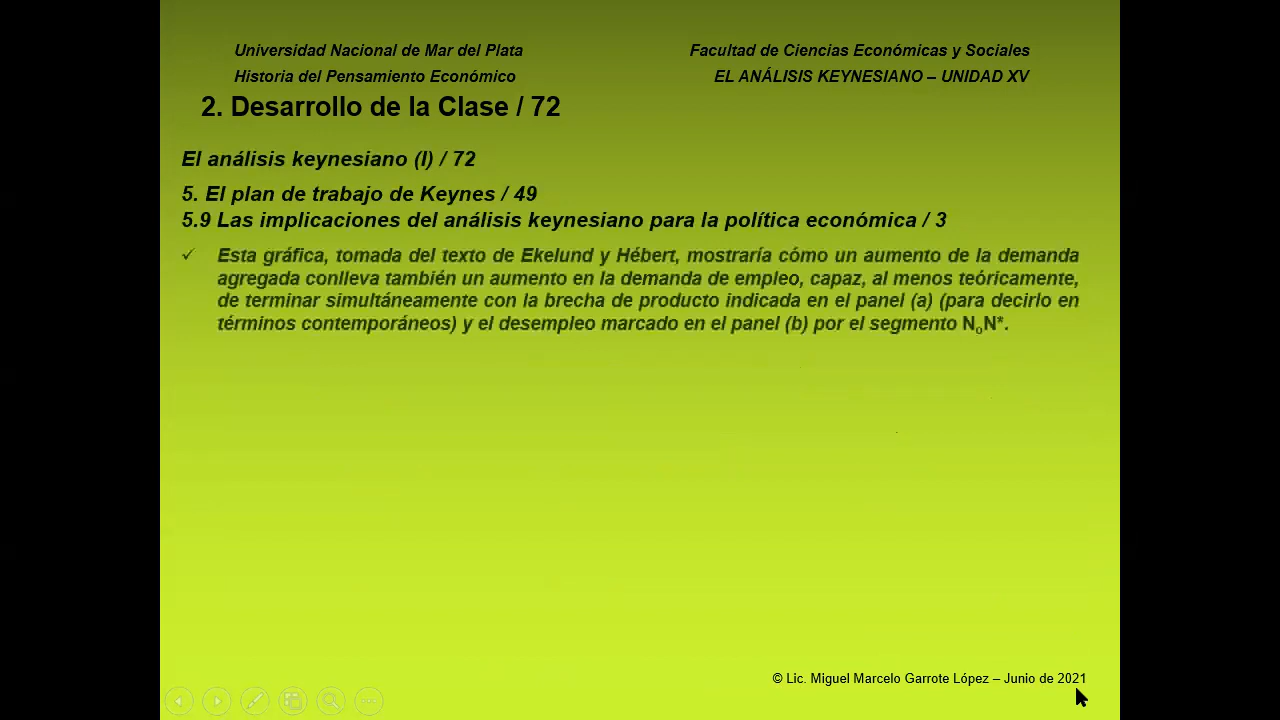 Universidad Nacional de Mar del Plata
Facultad de Ciencias Económicas y Sociales
Historia del Pensamiento Económico
EL ANÁLISIS KEYNESIANO – UNIDAD XV
2. Desarrollo de la Clase / 72
El análisis keynesiano (I) / 72
5. El plan de trabajo de Keynes / 49
5.9 Las implicaciones del análisis keynesiano para la política económica / 3
✓ Esta gráfica, tomada del texto de Ekelund y Hébert, mostraría cómo un aumento de la demanda
agregada conlleva también un aumento en la demanda de empleo, capaz, al menos teóricamente,
de terminar simultáneamente con la brecha de producto indicada en el panel (a) (para decirlo en
términos contemporáneos) y el desempleo marcado en el panel (b) por el segmento N₀N*.
© Lic. Miguel Marcelo Garrote López – Junio de 2021